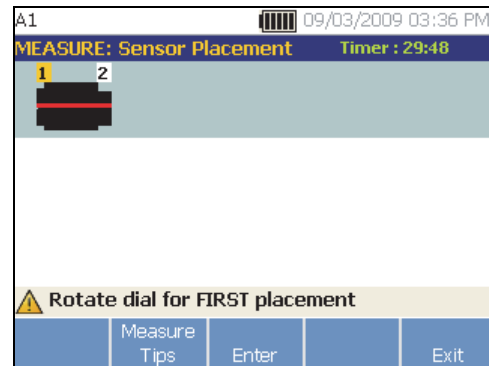 A1 09/03/2009 03:36 PM
MEASURE: Sensor Placement Timer : 29:48
1 2
Rotate dial for FIRST placement
Measure Tips Enter Exit